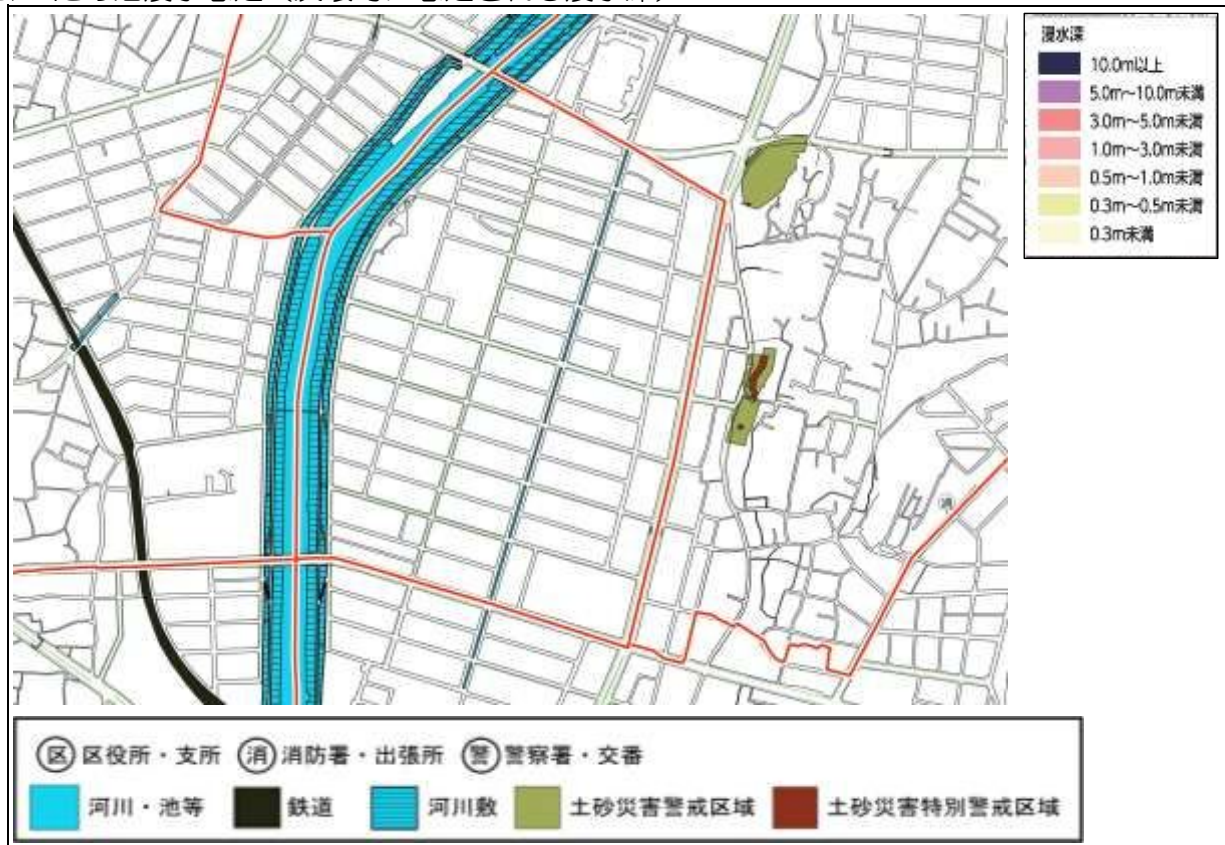 浸水深
10.0m以上
5.0m～10.0m未満
3.0m～5.0m未満
1.0m～3.0m未満
0.5m～1.0m未満
0.3m～0.5m未満
0.3m未満
消
区 区役所・支所 消 消防署・出張所 警 警察署・交番
河川・池等 鉄道 河川敷 土砂災害警戒区域 土砂災害特別警戒区域